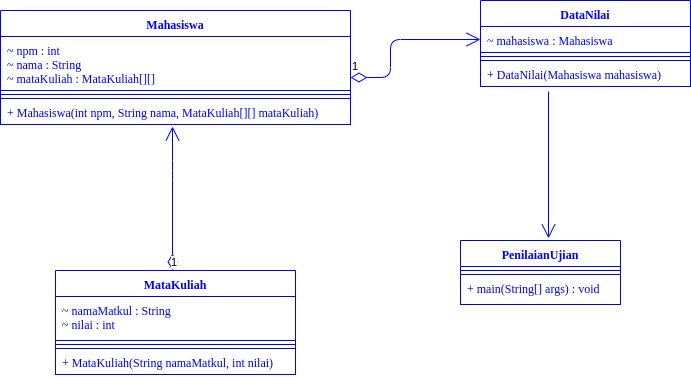 Mahasiswa
~ npm : int
~ nama : String
~ mataKuliah : MataKuliah[][]
+ Mahasiswa(int npm, String nama, MataKuliah[][] mataKuliah)
1
DataNilai
~ mahasiswa : Mahasiswa
+ DataNilai(Mahasiswa mahasiswa)
1
MataKuliah
~ namaMatkul : String
~ nilai : int
+ MataKuliah(String namaMatkul, int nilai)
PenilaianUjian
+ main(String[] args) : void